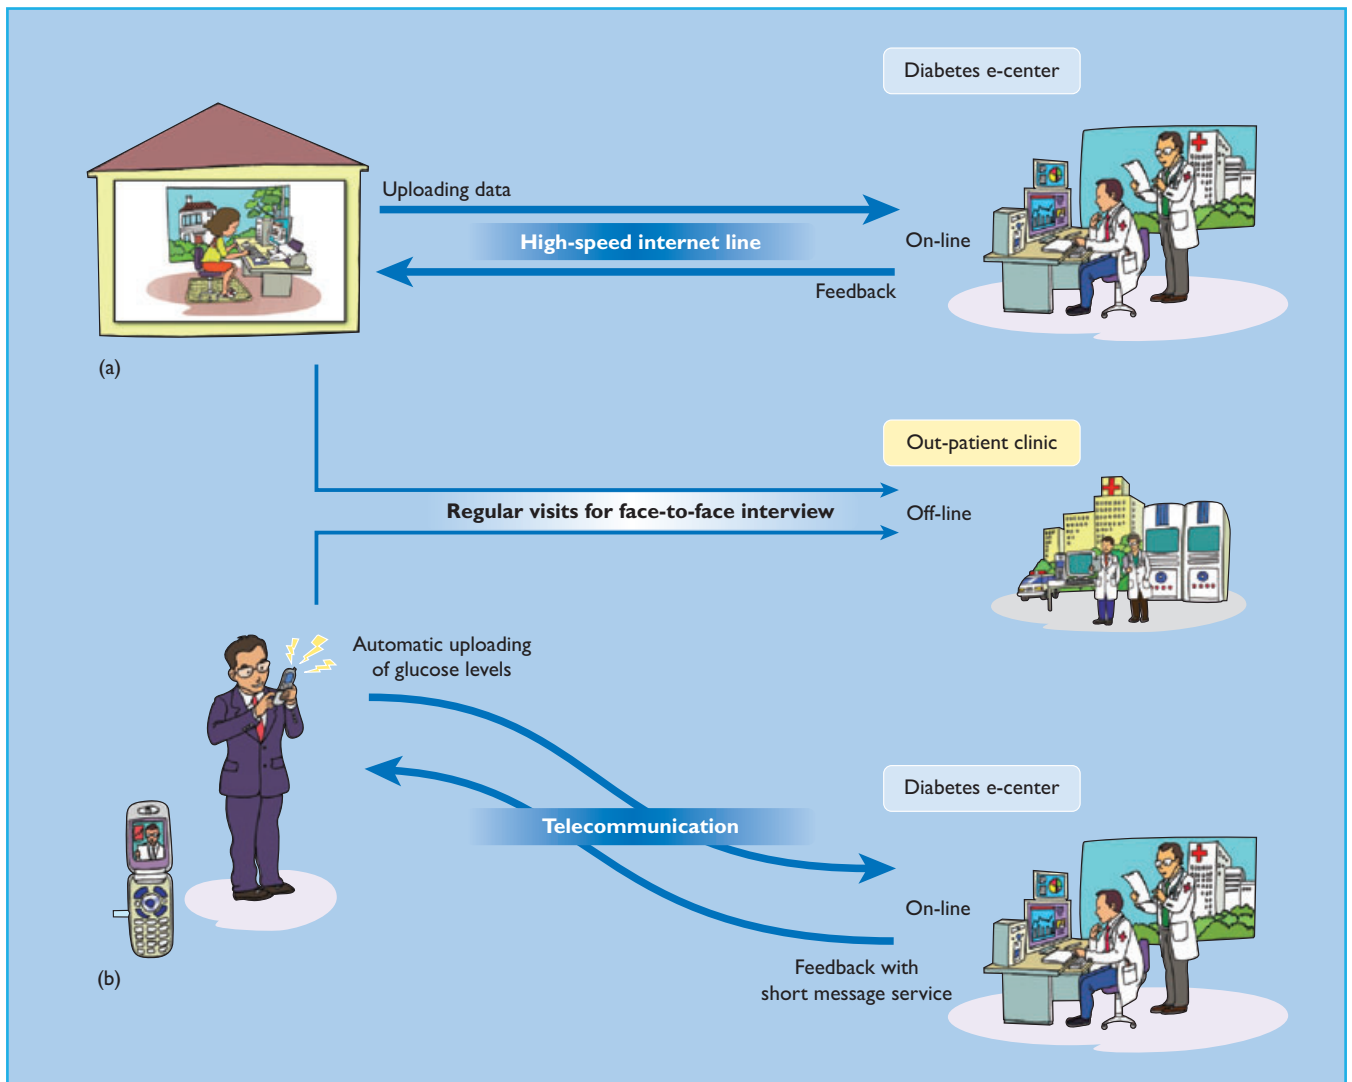 Diabetes e-center
Uploading data
High-speed internet line
On-line
Feedback
(a)
Out-patient clinic
Regular visits for face-to-face interview
Off-line
Automatic uploading
of glucose levels
Diabetes e-center
Telecommunication
On-line
(b)
Feedback with
short message service